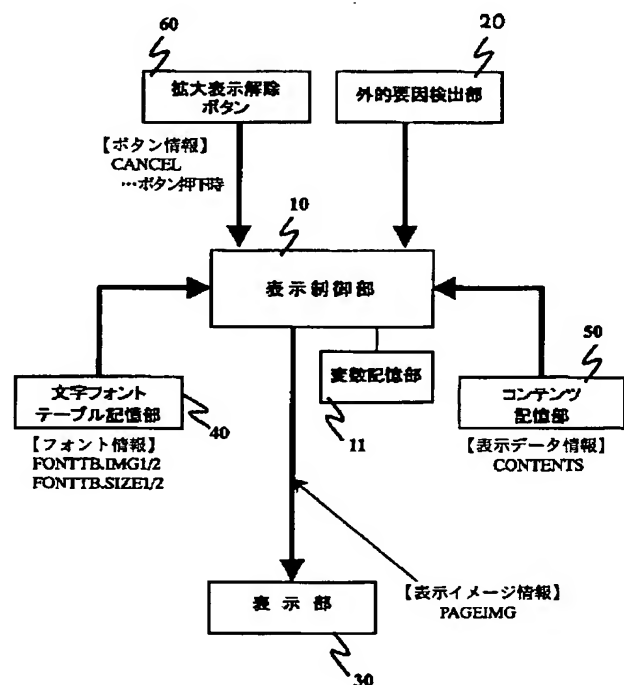 60
20
拡大表示解除
ボタン
外的要因検出部
【ボタン情報】
CANCEL
…ボタン押下時
10
表示制御部
50
文字フォント
テーブル記憶部
40
変数記憶部
11
コンテンツ
記憶部
【フォント情報】
FONTTB.IMG1/2
FONTTB.SIZE1/2
【表示データ情報】
CONTENTS
表示部
30
【表示イメージ情報】
PAGEIMG